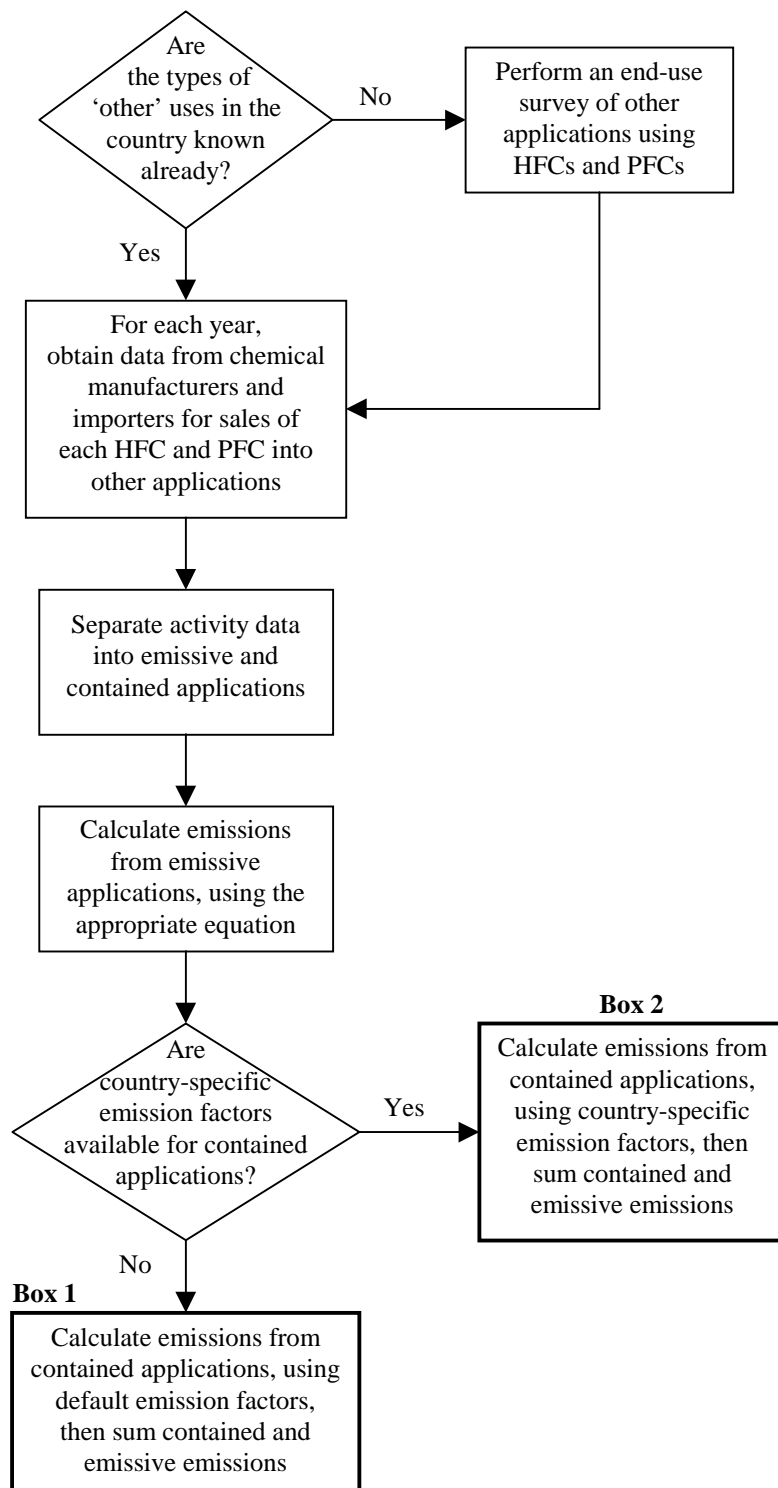 Are
the types of
‘other’ uses in the
country known
already?
No
Perform an end-use
survey of other
applications using
HFCs and PFCs
Yes
For each year,
obtain data from chemical
manufacturers and
importers for sales of
each HFC and PFC into
other applications
Separate activity data
into emissive and
contained applications
Calculate emissions
from emissive
applications, using the
appropriate equation
Are
country-specific
emission factors
available for contained
applications?
Yes
Box 2
Calculate emissions from
contained applications,
using country-specific
emission factors, then
sum contained and
emissive emissions
No
Box 1
Calculate emissions from
contained applications, using
default emission factors,
then sum contained and
emissive emissions